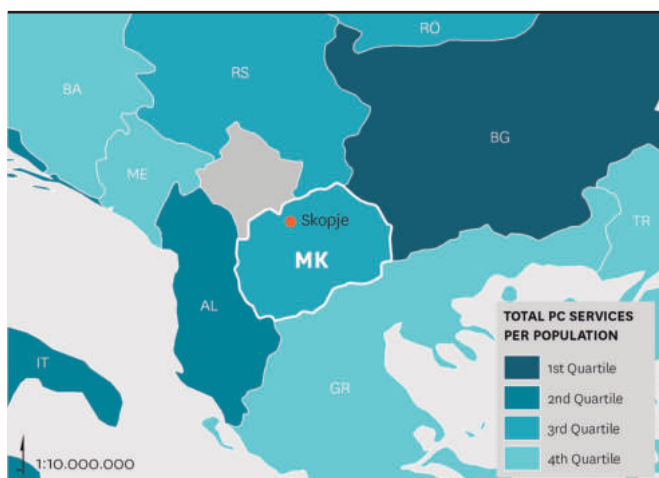 RO
RS
BA
BG
ME
TR
Skopje
MK
AL
IT
GR
TOTAL PC SERVICES
PER POPULATION
1st Quartile
2nd Quartile
3rd Quartile
4th Quartile
1:10.000.000